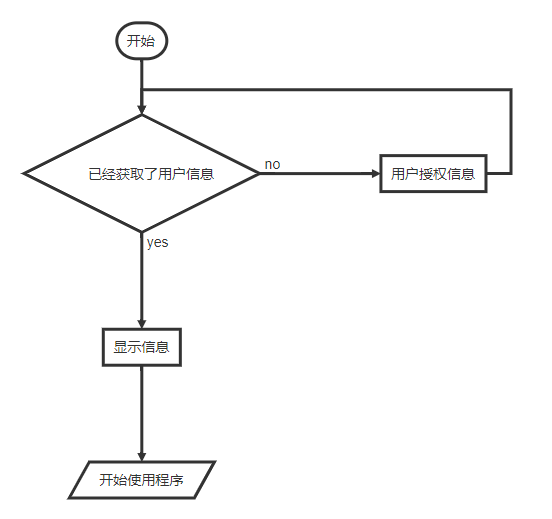 开始
已经获取了用户信息
no
用户授权信息
yes
显示信息
开始使用程序